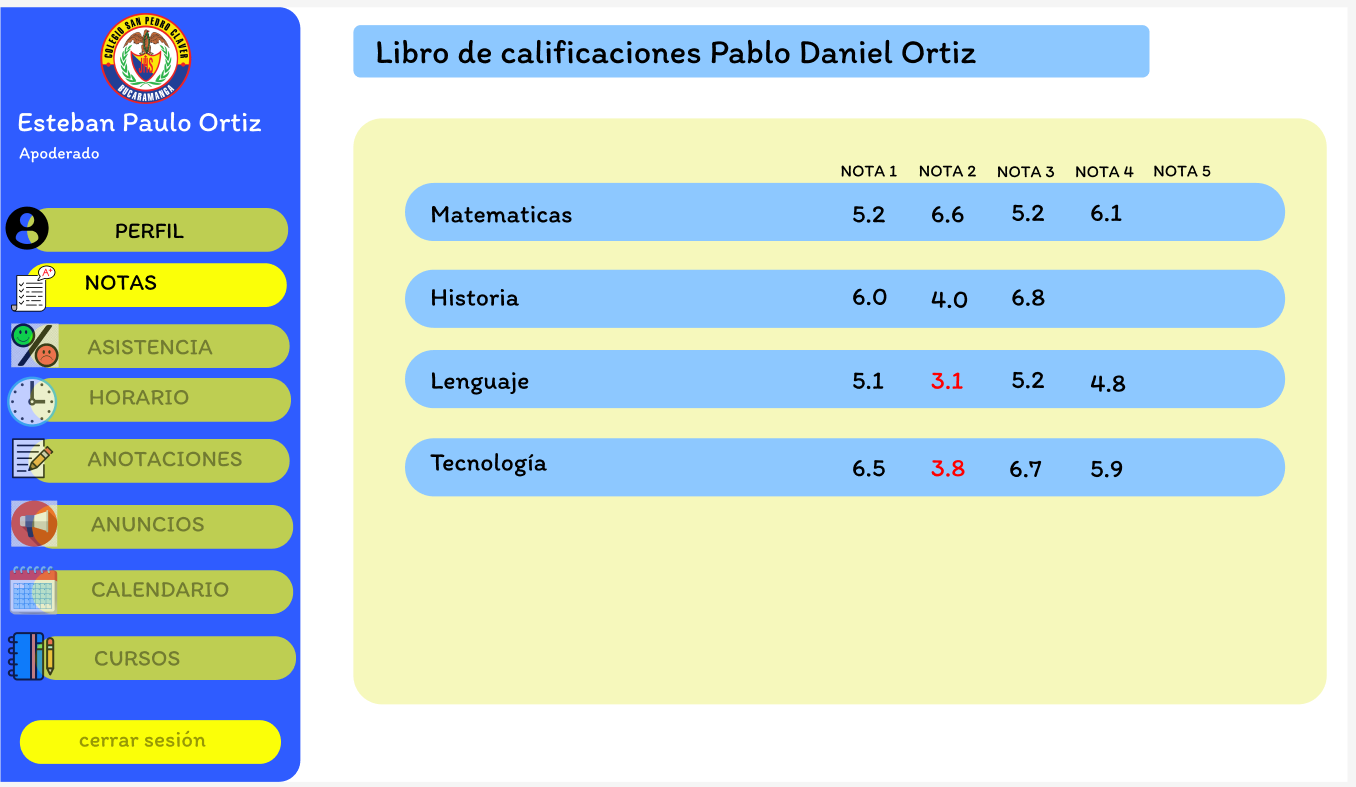 COLEGIO SAN PEDRO CLAVER
BUCARAMANGA
Esteban Paulo Ortiz
Apoderado
PERFIL
A+
NOTAS
ASISTENCIA
HORARIO
ANOTACIONES
ANUNCIOS
CALENDARIO
CURSOS
cerrar sesión
Libro de calificaciones Pablo Daniel Ortiz
NOTA 1 NOTA 2 NOTA 3 NOTA 4 NOTA 5
Matematicas 5.2 6.6 5.2 6.1
Historia 6.0 4.0 6.8
Lenguaje 5.1 3.1 5.2 4.8
Tecnología 6.5 3.8 6.7 5.9